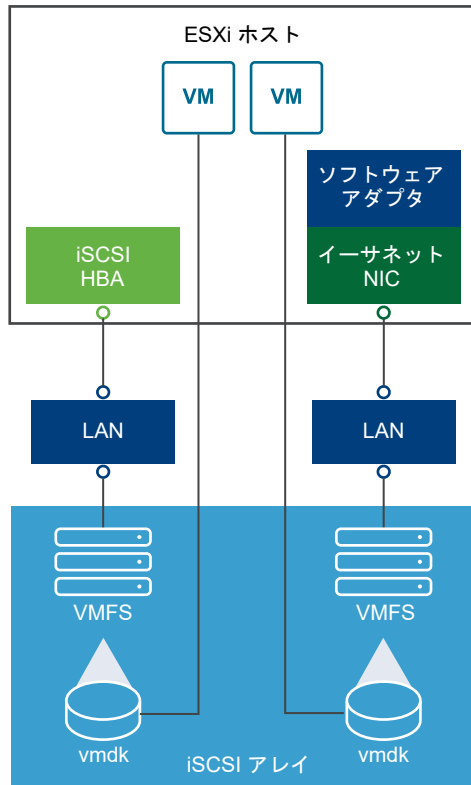 ESXi ホスト
VM
VM
ソフトウェア
アダプタ
iSCSI
HBA
イーサネット
NIC
LAN
LAN
VMFS
VMFS
vmdk
vmdk
iSCSI アレイ